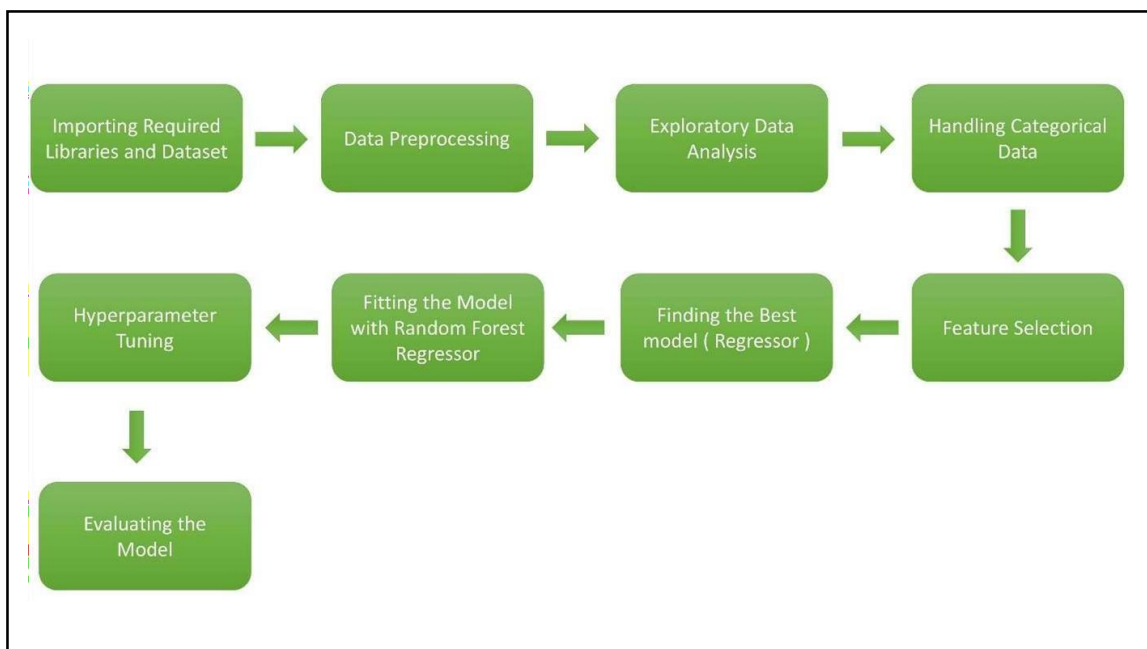 Importing Required
Libraries and Dataset
Data Preprocessing
Exploratory Data
Analysis
Handling Categorical
Data
Feature Selection
Finding the Best
model ( Regressor )
Fitting the Model
with Random Forest
Regressor
Hyperparameter
Tuning
Evaluating the
Model